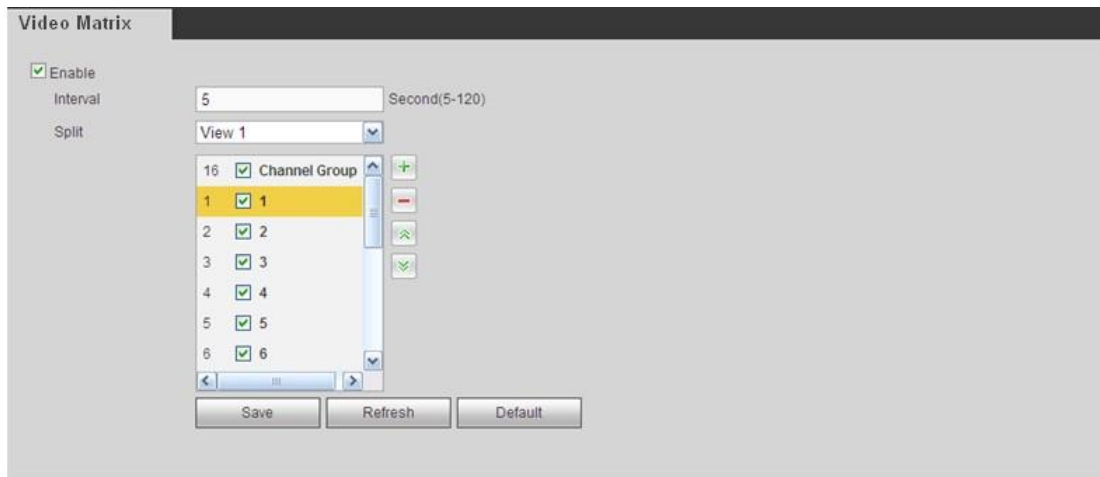 Video Matrix
Enable
Interval 5 Second(5-120)
Split View 1
16 Channel Group
1 1
2 2
3 3
4 4
5 5
6 6
Save Refresh Default